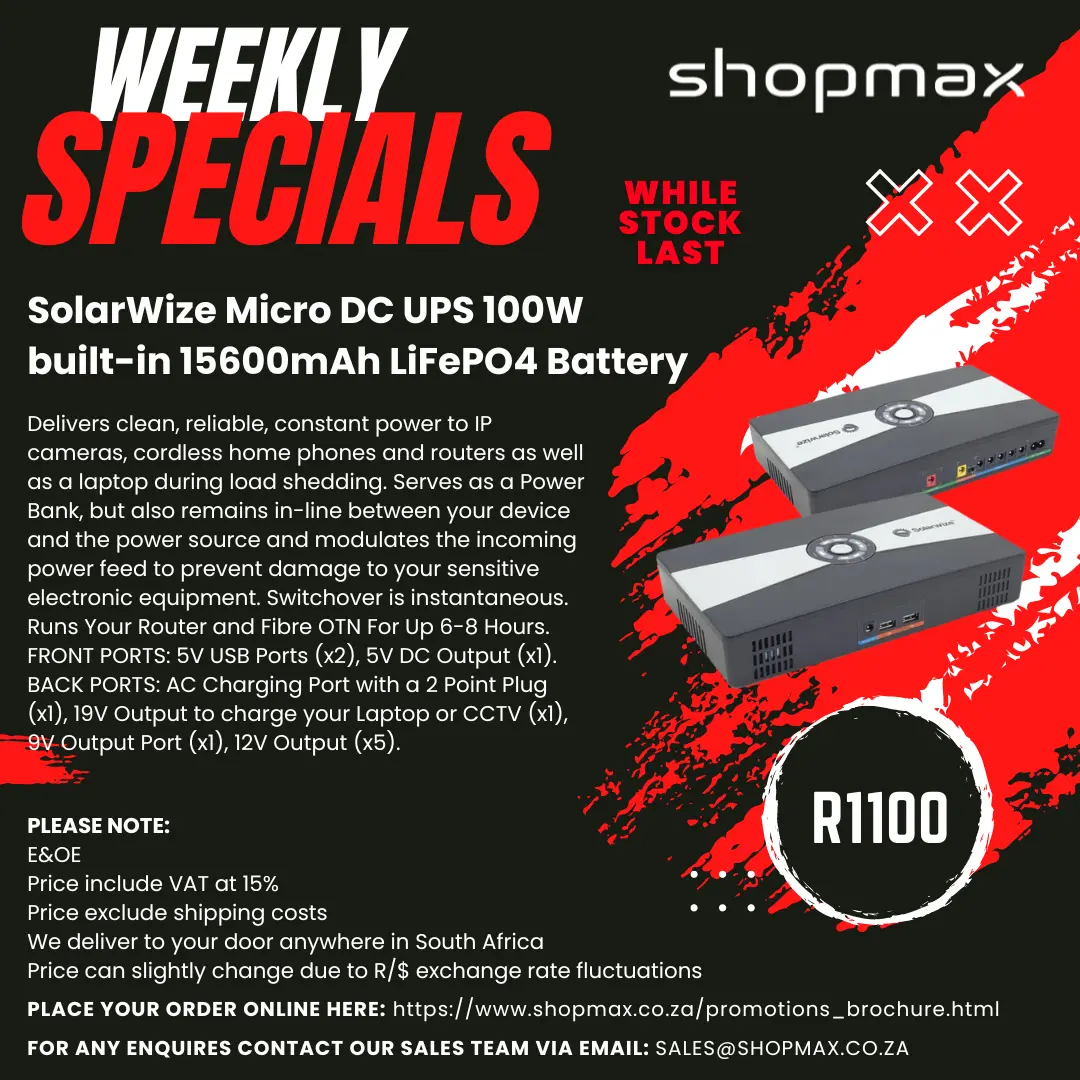 WEEKLY
SPECIALS
shopmax
WHILE
STOCK
LAST
SolarWize Micro DC UPS 100W
built-in 15600mAh LiFePO4 Battery
Delivers clean, reliable, constant power to IP
cameras, cordless home phones and routers as well
as a laptop during load shedding. Serves as a Power
Bank, but also remains in-line between your device
and the power source and modulates the incoming
power feed to prevent damage to your sensitive
electronic equipment. Switchover is instantaneous.
Runs Your Router and Fibre OTN For Up 6-8 Hours.
FRONT PORTS: 5V USB Ports (x2), 5V DC Output (x1).
BACK PORTS: AC Charging Port with a 2 Point Plug
(x1), 19V Output to charge your Laptop or CCTV (x1),
9V Output Port (x1), 12V Output (x5).
Solarwize
Solarwize
R1100
PLEASE NOTE:
E&OE
Price include VAT at 15%
Price exclude shipping costs
We deliver to your door anywhere in South Africa
Price can slightly change due to R/$ exchange rate fluctuations
PLACE YOUR ORDER ONLINE HERE: https://www.shopmax.co.za/promotions_brochure.html
FOR ANY ENQUIRES CONTACT OUR SALES TEAM VIA EMAIL: SALES@SHOPMAX.CO.ZA